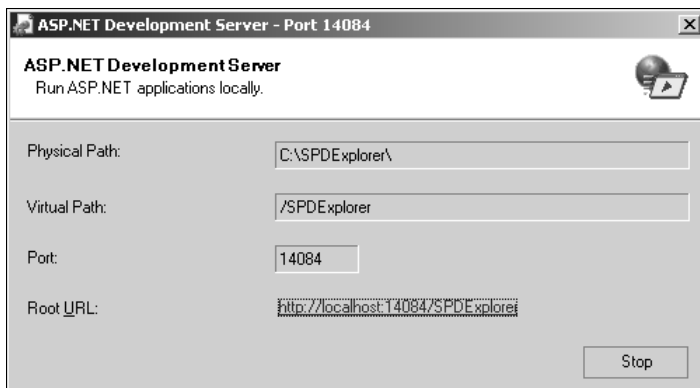 ASP.NET Development Server - Port 14084
ASP.NET Development Server
Run ASP.NET applications locally.
Physical Path: C:\SPDExplorer\
Virtual Path: /SPDExplorer
Port: 14084
Root URL: http://localhost:14084/SPDExplorer
Stop